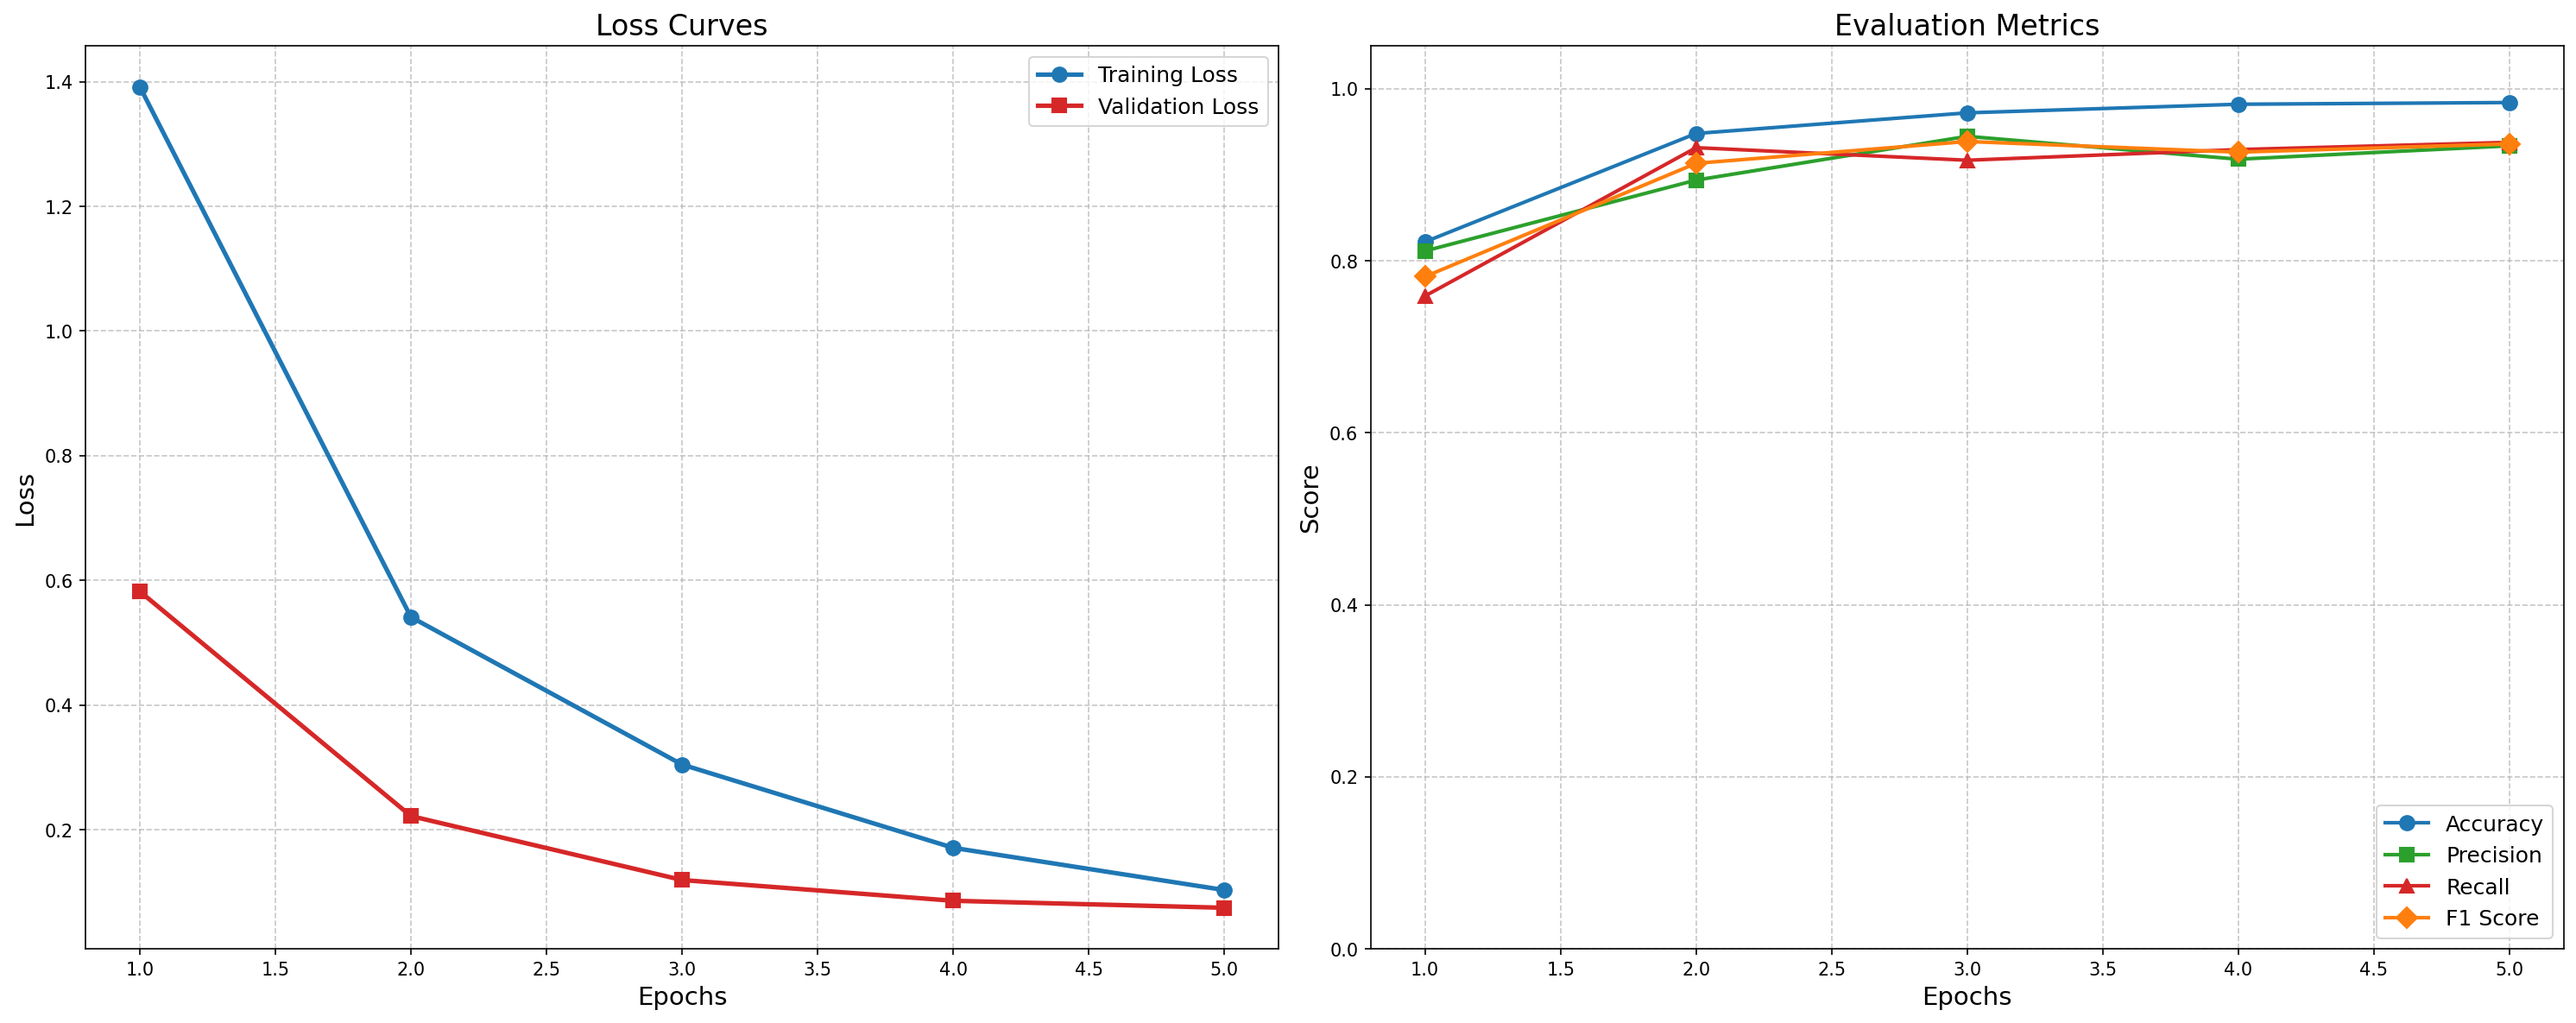 Loss Curves
Training Loss
Validation Loss
1.4
1.2
1.0
0.8
0.6
0.4
0.2
Loss
1.0 1.5 2.0 2.5 3.0 3.5 4.0 4.5 5.0
Epochs
Evaluation Metrics
1.0
0.8
0.6
0.4
0.2
0.0
Score
Accuracy
Precision
Recall
F1 Score
1.0 1.5 2.0 2.5 3.0 3.5 4.0 4.5 5.0
Epochs